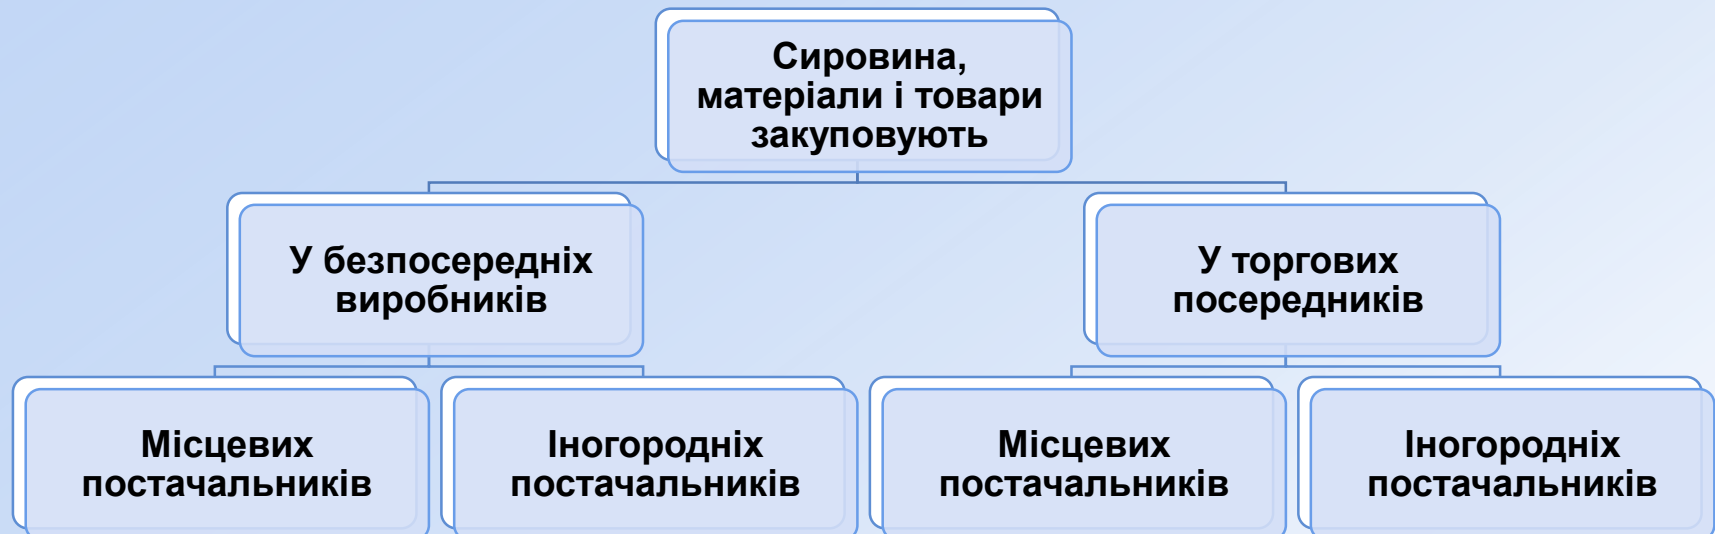 Сировина,
матеріали і товари
закуповують
У безпосередніх
виробників
У торгових
посередників
Місцевих
постачальників
Іногородніх
постачальників
Місцевих
постачальників
Іногородніх
постачальників